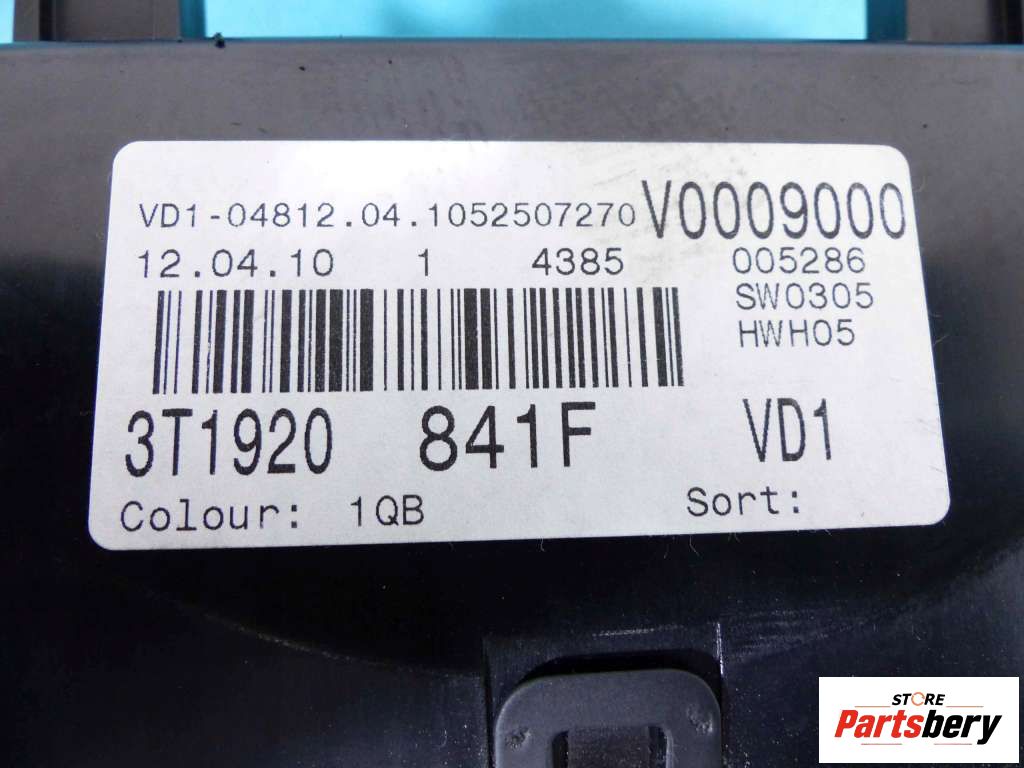 VD1-04812.04.1052507270 V0009000
12.04.10 1 4385 005286
SW0305
HWH05
3T1920 841F VD1
Colour: 1QB Sort:
STORE
Partsbery